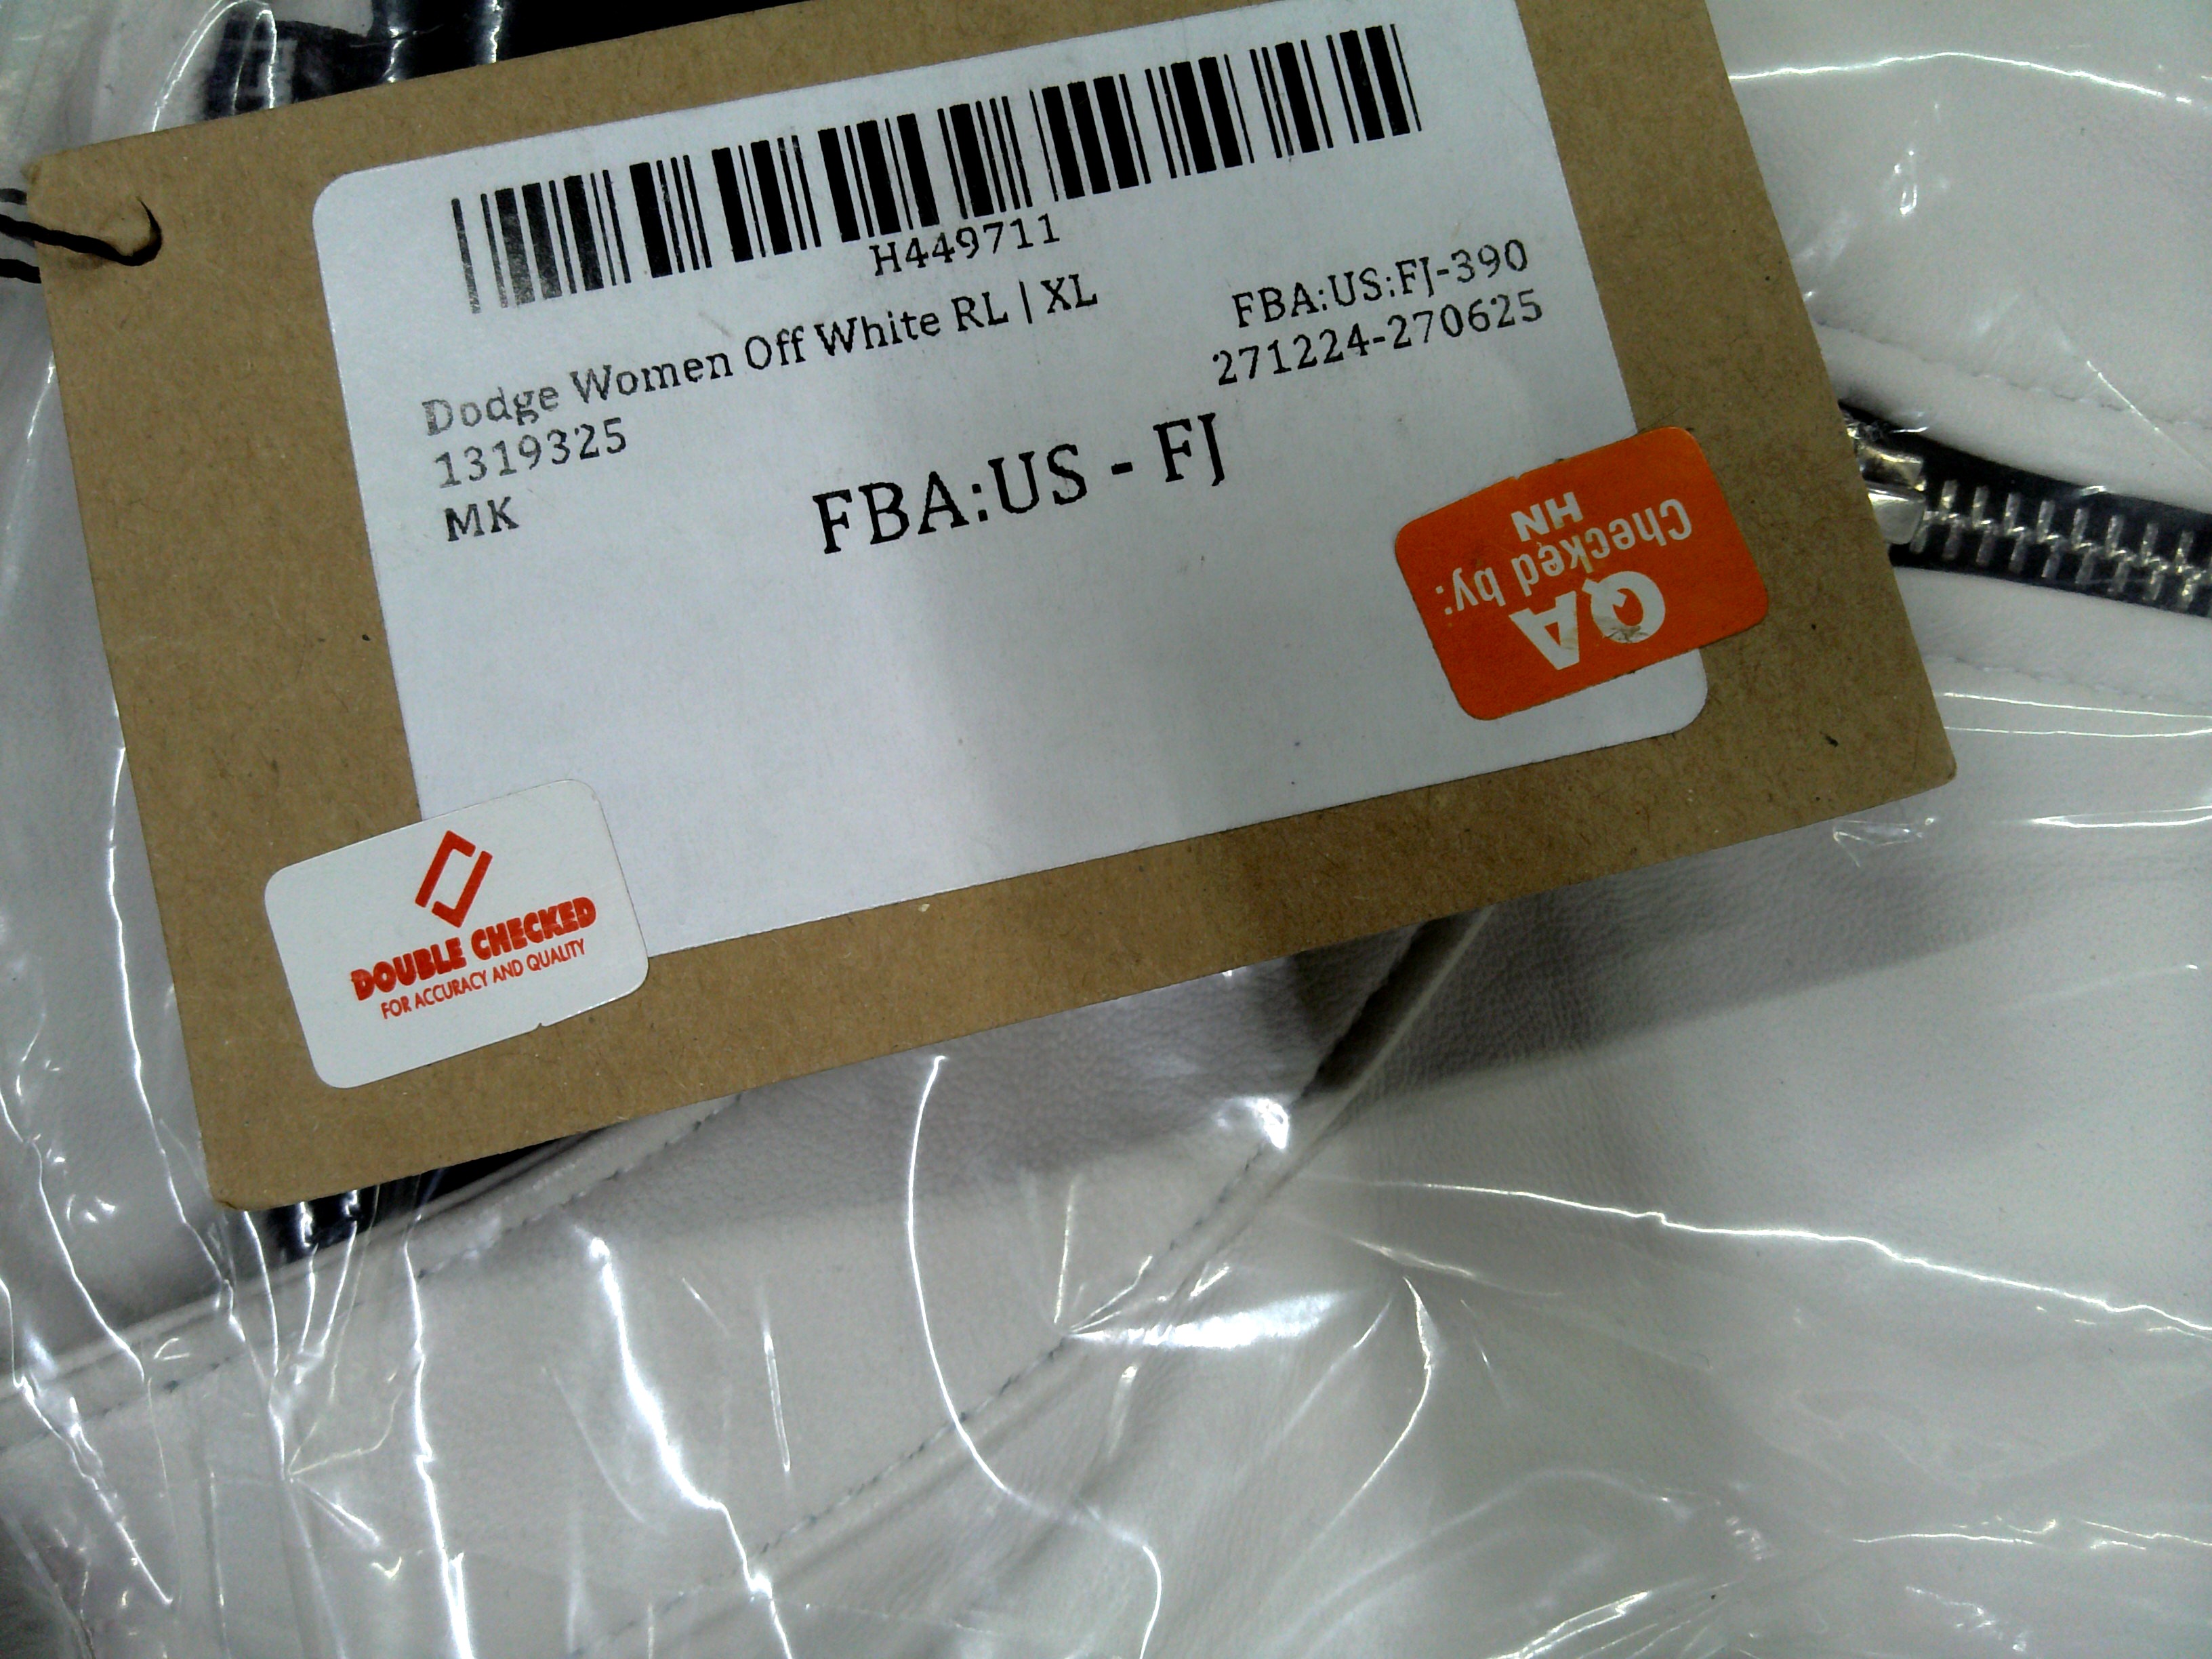 H449711
Dodge Women Off White RL | XL
FBA:US:FJ-390
1319325
271224-270625
MK
FBA:US - FJ
QA
Checked by:
HN
DOUBLE CHECKED
FOR ACCURACY AND QUALITY